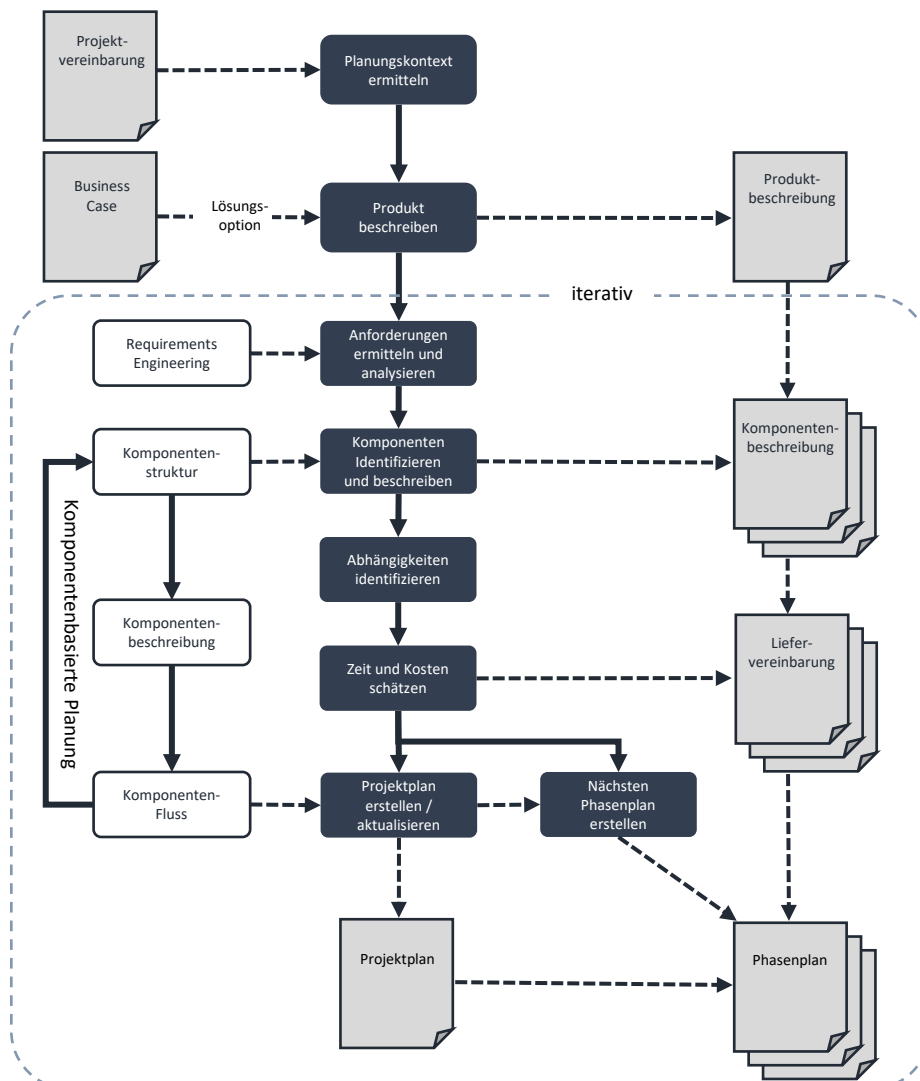 Projekt-
vereinbarung
Planungskontext
ermitteln
Business
Case
Lösungs-
option
Produkt
beschreiben
Produkt-
beschreibung
iterativ
Requirements
Engineering
Anforderungen
ermitteln und
analysieren
Komponenten-
struktur
Komponenten
Identifizieren
und beschreiben
Komponenten-
beschreibung
Komponentenbasierte Planung
Abhängigkeiten
identifizieren
Komponenten-
beschreibung
Zeit und Kosten
schätzen
Liefer-
vereinbarung
Komponenten-
Fluss
Projektplan
erstellen /
aktualisieren
Nächsten
Phasenplan
erstellen
Projektplan
Phasenplan